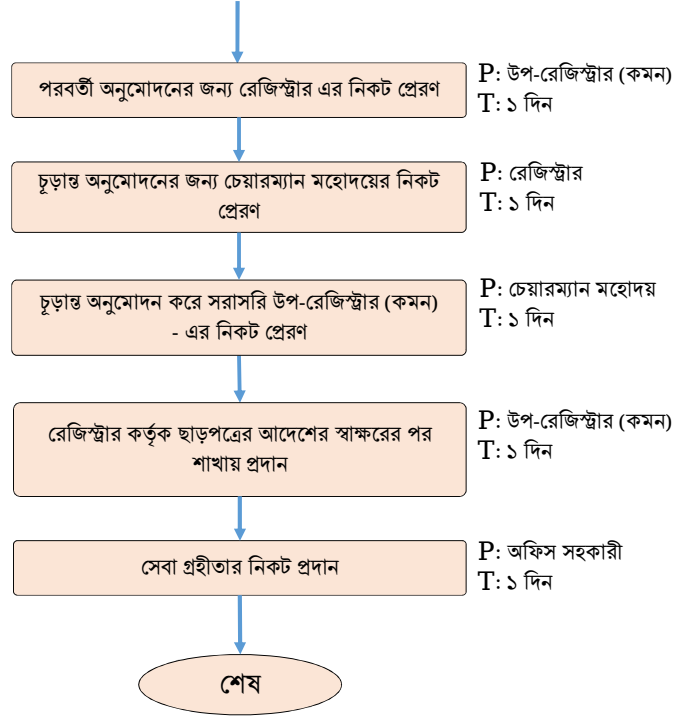 পরবর্তী অনুমোদনের জন্য রেজিস্ট্রার এর নিকট প্রেরণ
P: উপ-রেজিস্ট্রার (কমন)
T: ১ দিন
চূড়ান্ত অনুমোদনের জন্য চেয়ারম্যান মহোদয়ের নিকট
প্রেরণ
P: রেজিস্ট্রার
T: ১ দিন
চূড়ান্ত অনুমোদন করে সরাসরি উপ-রেজিস্ট্রার (কমন)
- এর নিকট প্রেরণ
P: চেয়ারম্যান মহোদয়
T: ১ দিন
রেজিস্ট্রার কর্তৃক ছাড়পত্রের আদেশের স্বাক্ষরের পর
শাখায় প্রদান
P: উপ-রেজিস্ট্রার (কমন)
T: ১ দিন
সেবা গ্রহীতার নিকট প্রদান
P: অফিস সহকারী
T: ১ দিন
শেষ